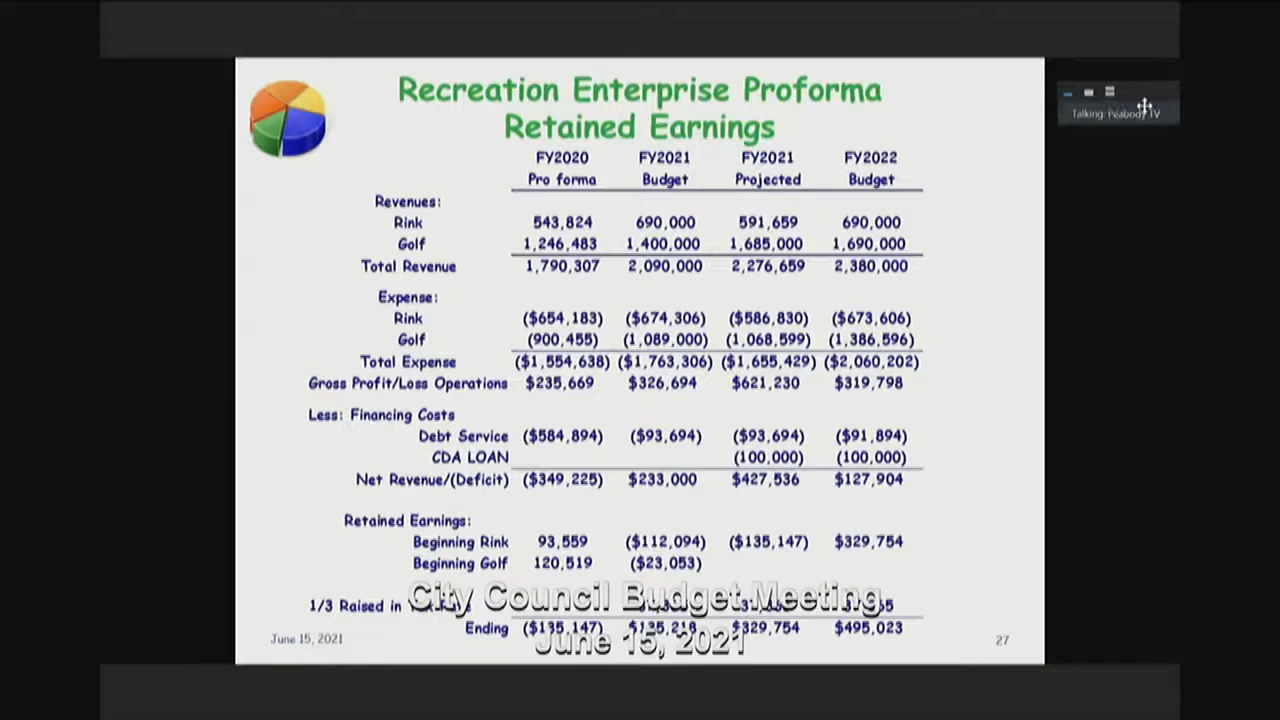 Recreation Enterprise Proforma
Retained Earnings
Talking: Peabody TV
FY2020 FY2021 FY2021 FY2022
Pro forma Budget Projected Budget
Revenues:
Rink 543,824 690,000 591,659 690,000
Golf 1,246,483 1,400,000 1,685,000 1,690,000
Total Revenue 1,790,307 2,090,000 2,276,659 2,380,000
Expense:
Rink ($654,183) ($674,306) ($586,830) ($673,606)
Golf (900,455) (1,089,000) (1,068,599) (1,386,596)
Total Expense ($1,554,638) ($1,763,306) ($1,655,429) ($2,060,202)
Gross Profit/Loss Operations $235,669 $326,694 $621,230 $319,798
Less: Financing Costs
Debt Service ($584,894) ($93,694) ($93,694) ($91,894)
CDA LOAN (100,000) (100,000)
Net Revenue/(Deficit) ($349,225) $233,000 $427,536 $127,904
Retained Earnings:
Beginning Rink 93,559 ($112,094) ($135,147) $329,754
Beginning Golf 120,519 ($23,053)
City Council Budget Meeting
1/3 Raised in
Ending ($135,147) $135,218 $329,754 $495,023
June 15, 2021
June 15, 2021 27